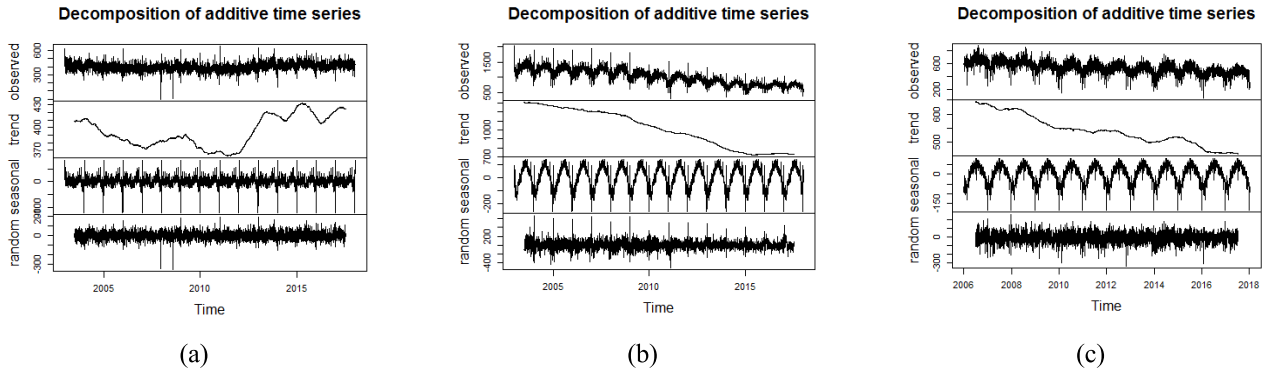 Decomposition of additive time series
observed
600
300
trend
430
400
370
seasonal
0
random
200
0
-300
2005
2010
2015
Time
(a)
Decomposition of additive time series
observed
1500
500
trend
1000
700
seasonal
0
-200
random
200
-400
2005
2010
2015
Time
(b)
Decomposition of additive time series
observed
600
200
trend
600
500
seasonal
0
-150
random
0
-300
2006
2008
2010
2012
2014
2016
2018
Time
(c)